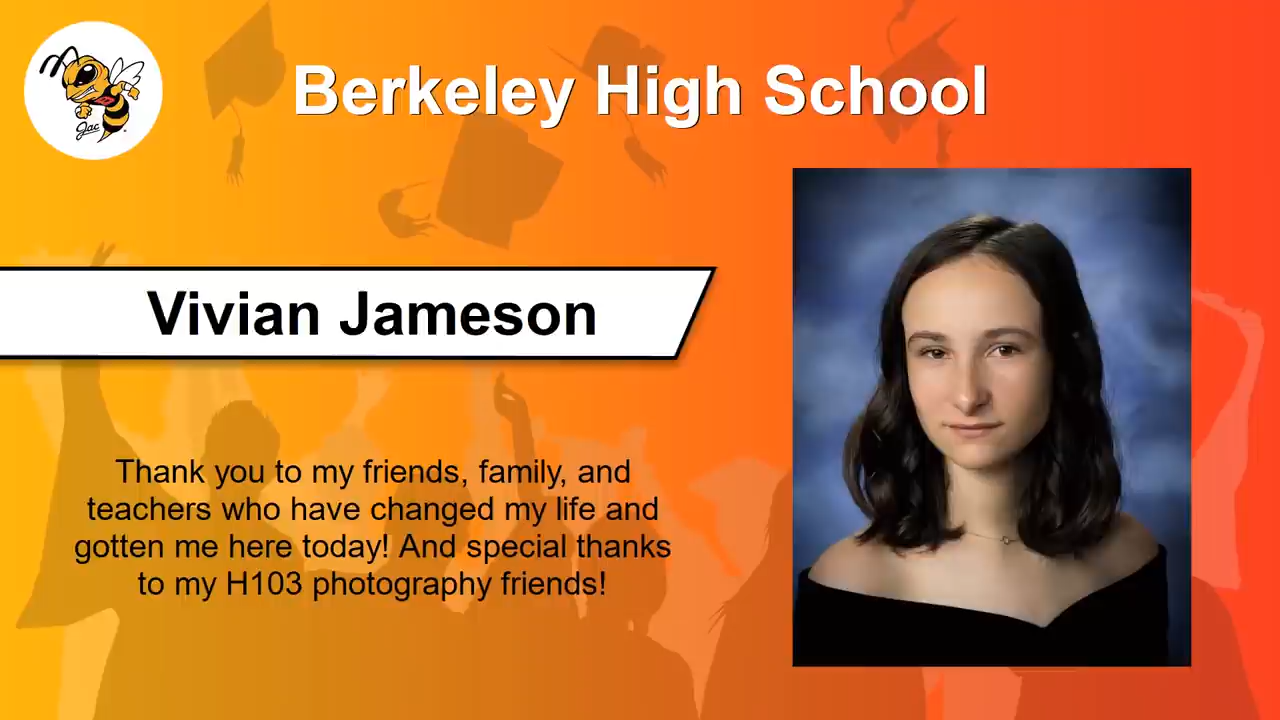 Berkeley High School
Jac
Vivian Jameson
Thank you to my friends, family, and
teachers who have changed my life and
gotten me here today! And special thanks
to my H103 photography friends!